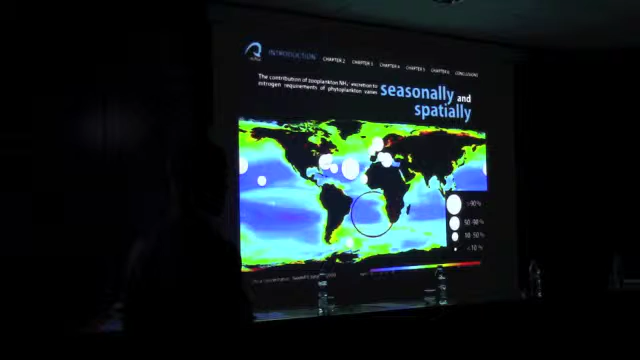 INTRODUCTION CHAPTER 2 CHAPTER 3 CHAPTER 4 CHAPTER 5 CHAPTER 6 CONCLUSIONS
The contribution of zooplankton NH₄⁺ excretion to
nitrogen requirements of phytoplankton varies
seasonally and
spatially
>90%
50-90%
10-50%
<10%